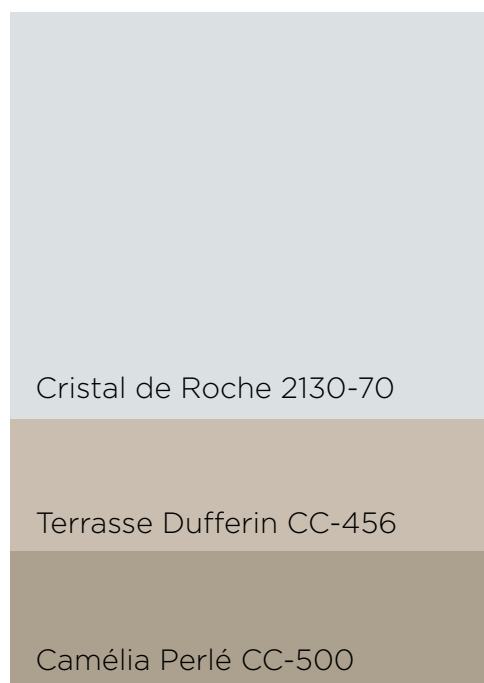 Cristal de Roche 2130-70
Terrasse Dufferin CC-456
Camélia Perlé CC-500